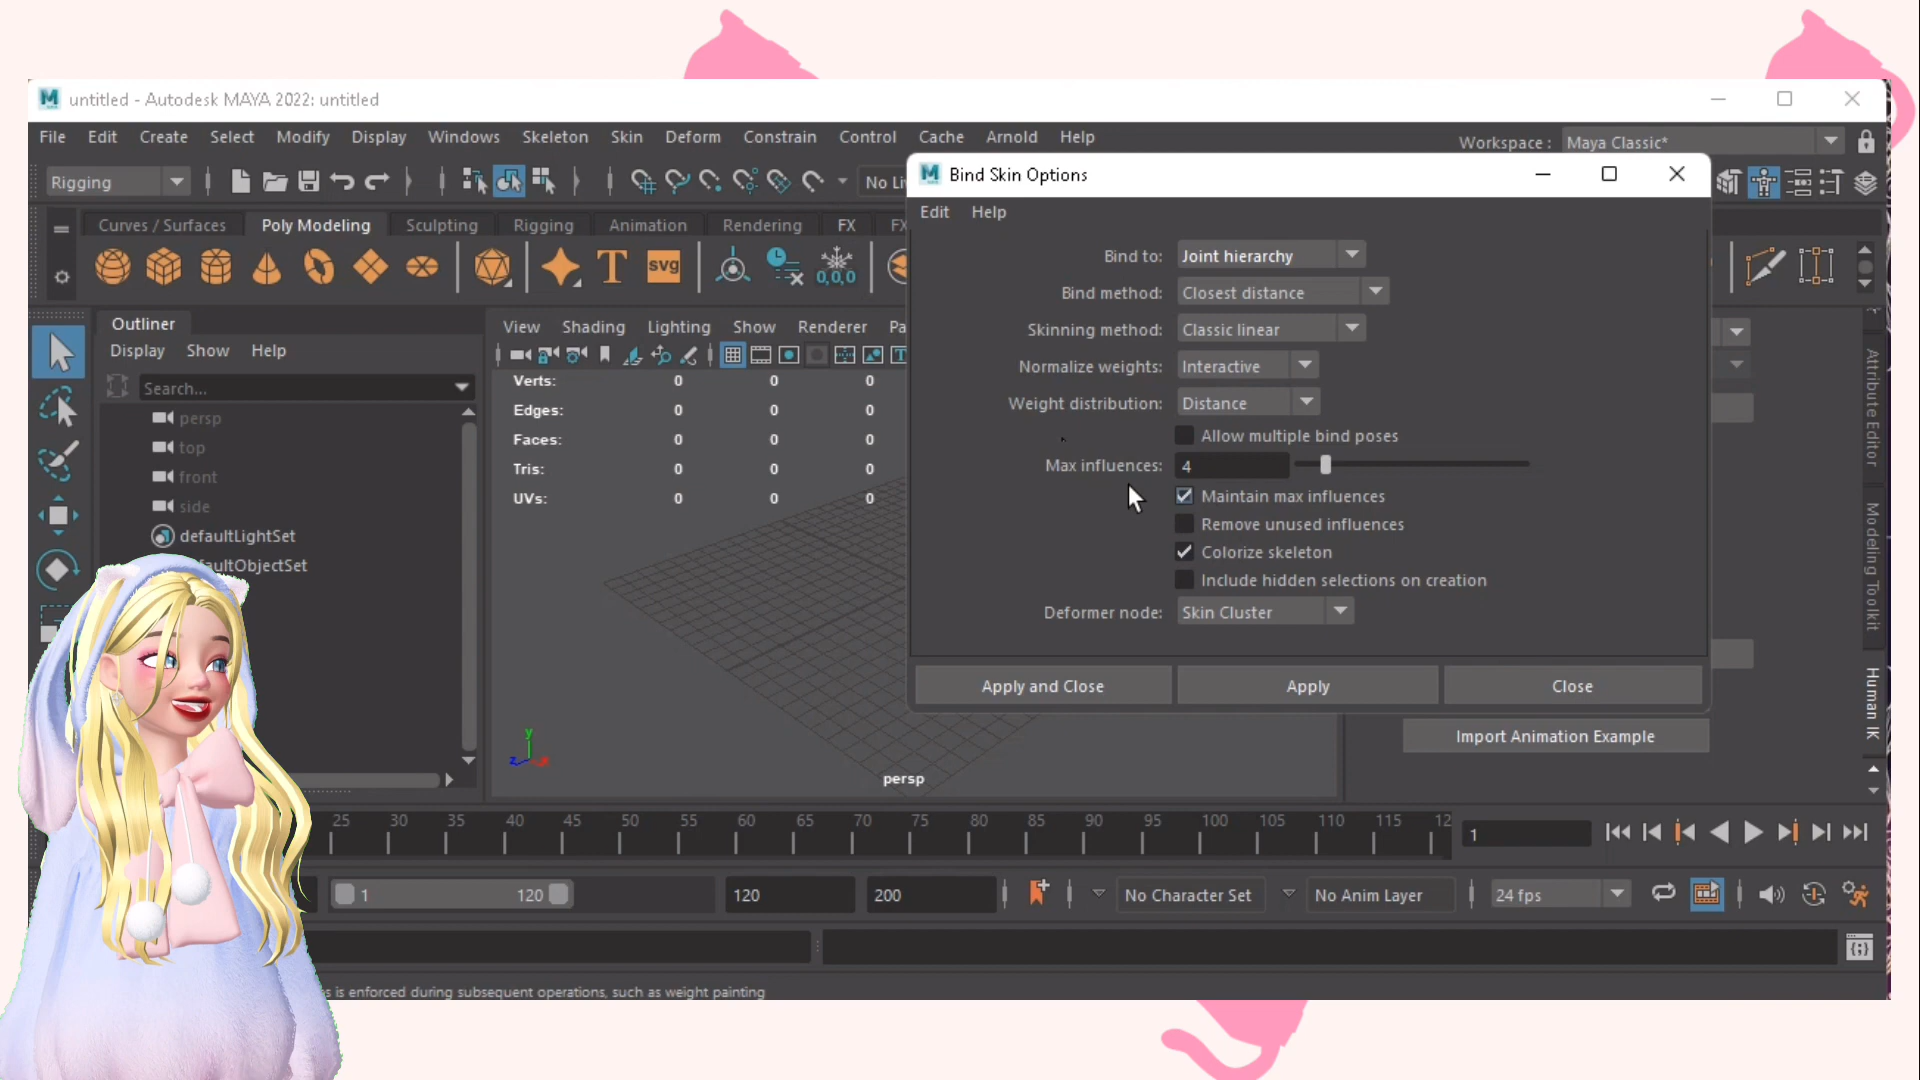 untitled - Autodesk MAYA 2022: untitled
File Edit Create Select Modify Display Windows Skeleton Skin Deform Constrain Control Cache Arnold Help
Workspace : Maya Classic*
Rigging
No Li
Curves / Surfaces Poly Modeling Sculpting Rigging Animation Rendering FX FX
T svg 0,0,0
Outliner
Display Show Help
Search...
persp
top
front
side
defaultLightSet
aultObjectSet
View Shading Lighting Show Renderer Pa
Verts: 0 0 0
Edges: 0 0 0
Faces: 0 0 0
Tris: 0 0 0
UVs: 0 0 0
y
z
persp
Bind Skin Options
Edit Help
Bind to: Joint hierarchy
Bind method: Closest distance
Skinning method: Classic linear
Normalize weights: Interactive
Weight distribution: Distance
Allow multiple bind poses
Max influences: 4
Maintain max influences
Remove unused influences
Colorize skeleton
Include hidden selections on creation
Deformer node: Skin Cluster
Apply and Close Apply Close
Import Animation Example
Attribute Editor
Modeling Toolkit
Human IK
25 30 35 40 45 50 55 60 65 70 75 80 85 90 95 100 105 110 115 12
1
1 120 120 200 No Character Set No Anim Layer 24 fps
s is enforced during subsequent operations, such as weight painting